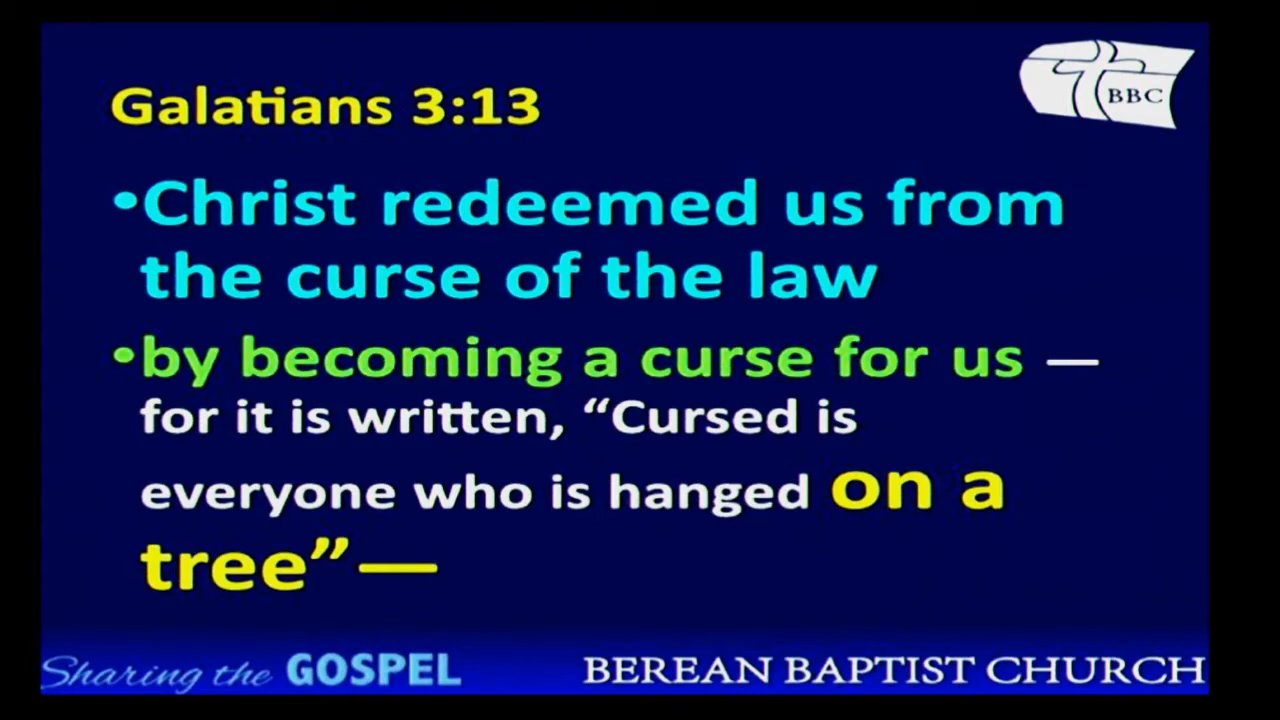 Galatians 3:13
BBC
•Christ redeemed us from
the curse of the law
•by becoming a curse for us —
for it is written, “Cursed is
everyone who is hanged on a
tree”—
Sharing the GOSPEL
BEREAN BAPTIST CHURCH